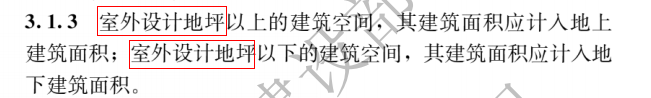 3.1.3 室外设计地坪以上的建筑空间，其建筑面积应计入地上
建筑面积；室外设计地坪以下的建筑空间，其建筑面积应计入地
下建筑面积。
建设部